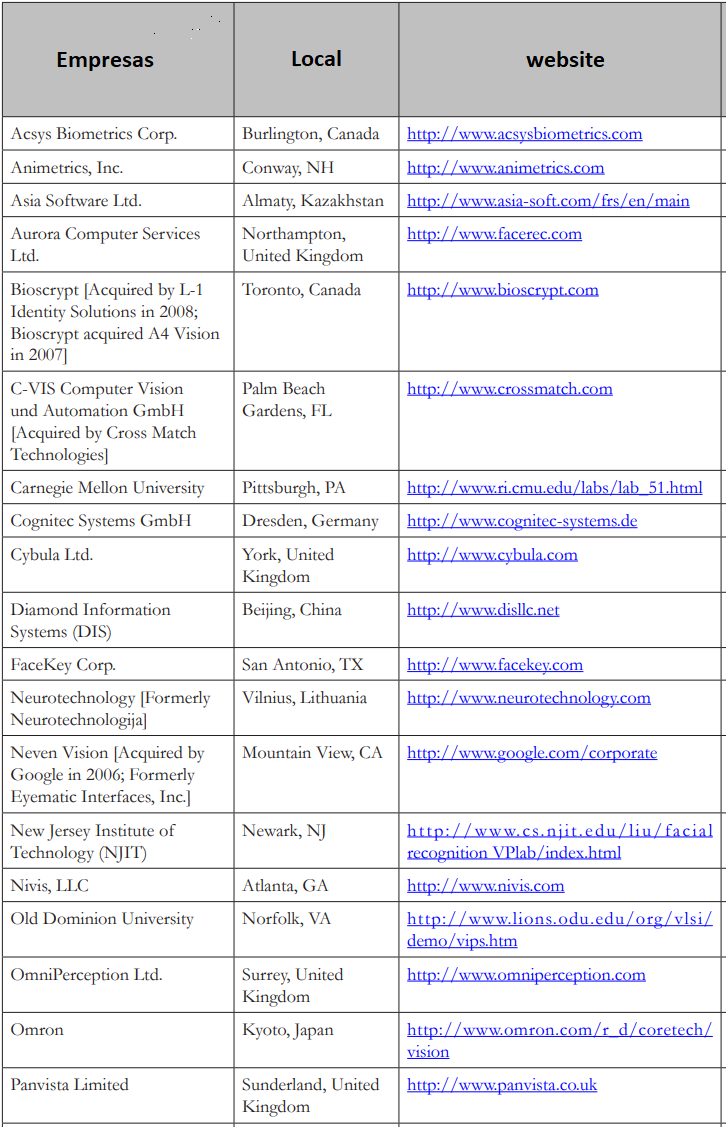 Empresas Local website
Acsys Biometrics Corp. Burlington, Canada http://www.acsysbiometrics.com
Animetrics, Inc. Conway, NH http://www.animetrics.com
Asia Software Ltd. Almaty, Kazakhstan http://www.asia-soft.com/frs/en/main
Aurora Computer Services Northampton, http://www.facerec.com
Ltd. United Kingdom
Bioscrypt [Acquired by L-1 Toronto, Canada http://www.bioscrypt.com
Identity Solutions in 2008;
Bioscrypt acquired A4 Vision
in 2007]
C-VIS Computer Vision Palm Beach http://www.crossmatch.com
und Automation GmbH Gardens, FL
[Acquired by Cross Match
Technologies]
Carnegie Mellon University Pittsburgh, PA http://www.ri.cmu.edu/labs/lab_51.html
Cognitec Systems GmbH Dresden, Germany http://www.cognitec-systems.de
Cybula Ltd. York, United http://www.cybula.com
Kingdom
Diamond Information Beijing, China http://www.disllc.net
Systems (DIS)
FaceKey Corp. San Antonio, TX http://www.facekey.com
Neurotechnology [Formerly Vilnius, Lithuania http://www.neurotechnology.com
Neurotechnologija]
Neven Vision [Acquired by Mountain View, CA http://www.google.com/corporate
Google in 2006; Formerly
Eyematic Interfaces, Inc.]
New Jersey Institute of Newark, NJ http://www.cs.njit.edu/liu/facial
Technology (NJIT) recognition VPlab/index.html
Nivis, LLC Atlanta, GA http://www.nivis.com
Old Dominion University Norfolk, VA http://www.lions.odu.edu/org/vlsi/
demo/vips.htm
OmniPerception Ltd. Surrey, United http://www.omniperception.com
Kingdom
Omron Kyoto, Japan http://www.omron.com/r_d/coretech/
vision
Panvista Limited Sunderland, United http://www.panvista.co.uk
Kingdom